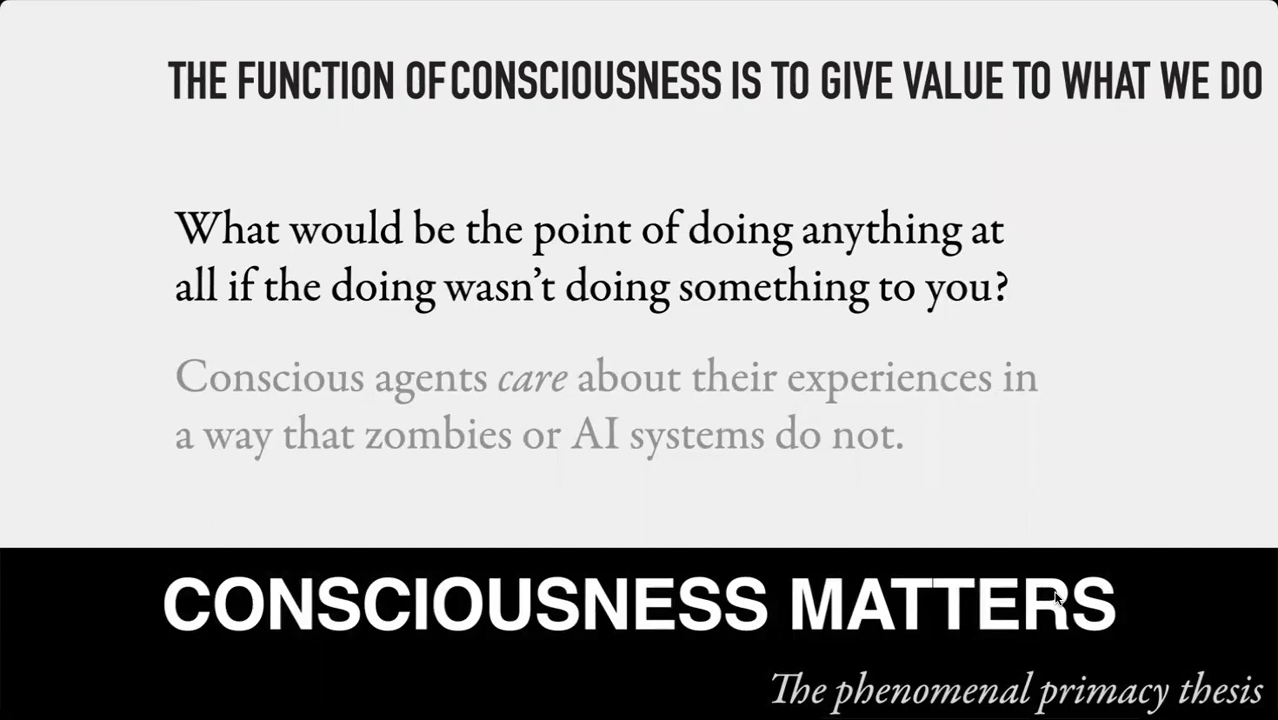 THE FUNCTION OF CONSCIOUSNESS IS TO GIVE VALUE TO WHAT WE DO
What would be the point of doing anything at
all if the doing wasn’t doing something to you?
Conscious agents care about their experiences in
a way that zombies or AI systems do not.
CONSCIOUSNESS MATTERS
The phenomenal primacy thesis